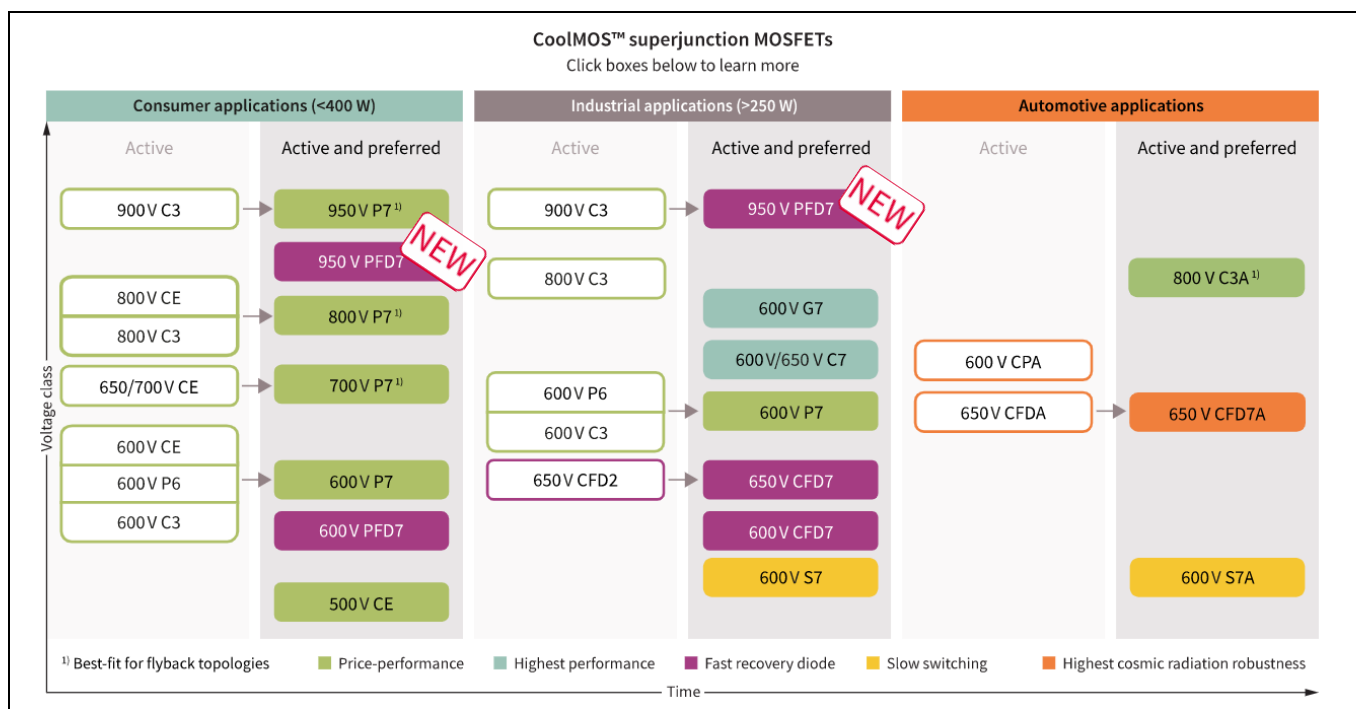 CoolMOS™ superjunction MOSFETs
Click boxes below to learn more
Consumer applications (<400 W)
Active
Active and preferred
900 V C3
950 V P7 1)
NEW
950 V PFD7
800 V CE
800 V C3
800 V P7 1)
650/700 V CE
700 V P7 1)
600 V CE
600 V P6
600 V C3
600 V P7
600 V PFD7
500 V CE
Industrial applications (>250 W)
Active
Active and preferred
900 V C3
950 V PFD7
NEW
800 V C3
600 V G7
600 V/650 V C7
600 V P6
600 V C3
600 V P7
650 V CFD2
650 V CFD7
600 V CFD7
600 V S7
Automotive applications
Active
Active and preferred
800 V C3A 1)
600 V CPA
650 V CFDA
650 V CFD7A
600 V S7A
Voltage class
1) Best-fit for flyback topologies
Price-performance
Highest performance
Fast recovery diode
Slow switching
Highest cosmic radiation robustness
Time